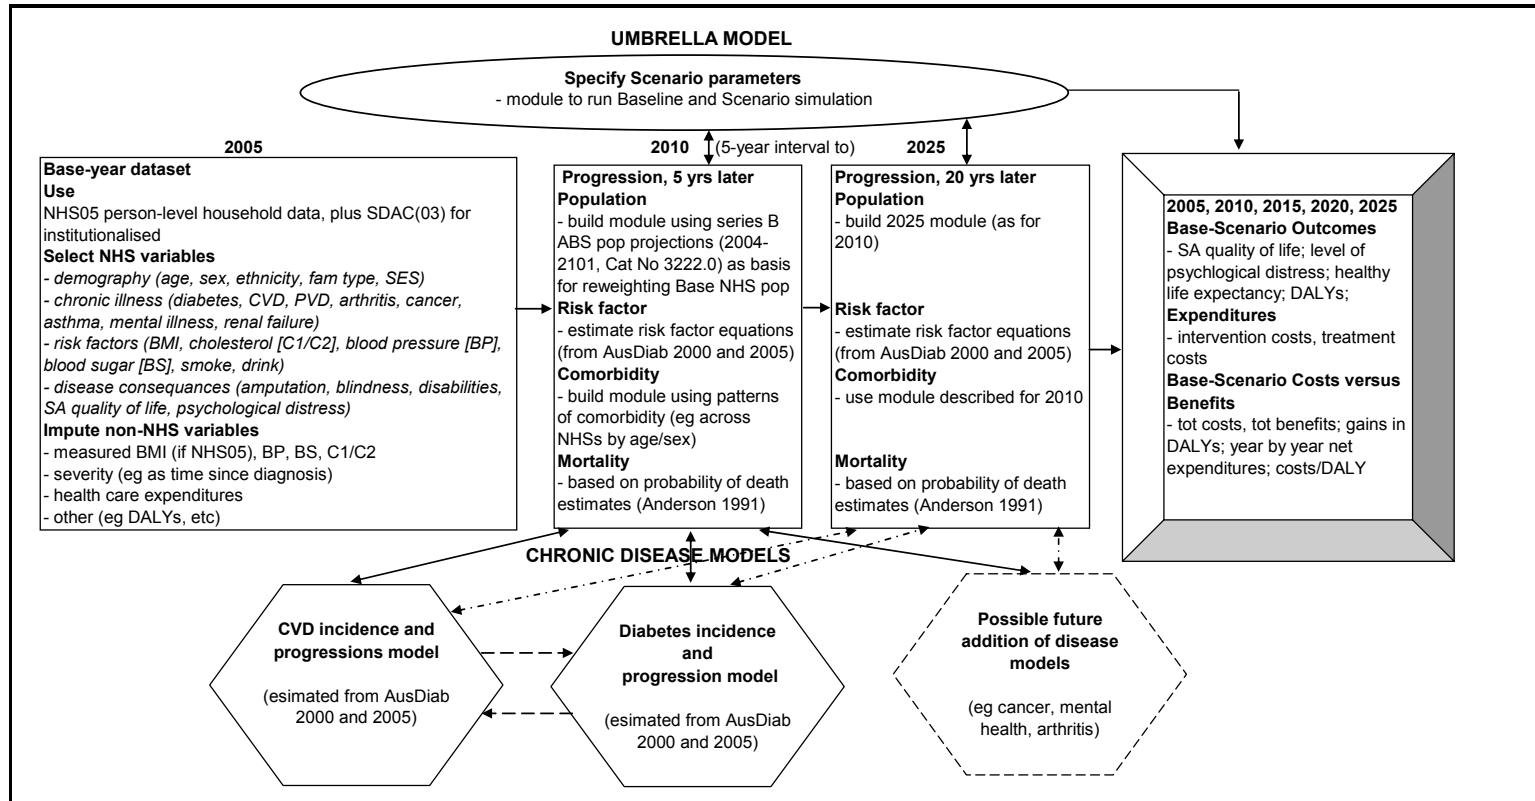 UMBRELLA MODEL
Specify Scenario parameters
- module to run Baseline and Scenario simulation
2005
2010
(5-year interval to)
2025
Base-year dataset
Use
NHS05 person-level household data, plus SDAC(03) for
institutionalised
Select NHS variables
- demography (age, sex, ethnicity, fam type, SES)
- chronic illness (diabetes, CVD, PVD, arthritis, cancer,
asthma, mental illness, renal failure)
- risk factors (BMI, cholesterol [C1/C2], blood pressure [BP],
blood sugar [BS], smoke, drink)
- disease consequances (amputation, blindness, disabilities,
SA quality of life, psychological distress)
Impute non-NHS variables
- measured BMI (if NHS05), BP, BS, C1/C2
- severity (eg as time since diagnosis)
- health care expenditures
- other (eg DALYs, etc)
Progression, 5 yrs later
Population
- build module using series B
ABS pop projections (2004-
2101, Cat No 3222.0) as basis
for reweighting Base NHS pop
Risk factor
- estimate risk factor equations
(from AusDiab 2000 and 2005)
Comorbidity
- build module using patterns
of comorbidity (eg across
NHSs by age/sex)
Mortality
- based on probability of death
estimates (Anderson 1991)
Progression, 20 yrs later
Population
- build 2025 module (as for
2010)
Risk factor
- estimate risk factor equations
(from AusDiab 2000 and 2005)
Comorbidity
- use module described for 2010
Mortality
- based on probability of death
estimates (Anderson 1991)
2005, 2010, 2015, 2020, 2025
Base-Scenario Outcomes
- SA quality of life; level of
psychlogical distress; healthy
life expectancy; DALYs;
Expenditures
- intervention costs, treatment
costs
Base-Scenario Costs versus
Benefits
- tot costs, tot benefits; gains in
DALYs; year by year net
expenditures; costs/DALY
CHRONIC DISEASE MODELS
CVD incidence and
progressions model
(esimated from AusDiab
2000 and 2005)
Diabetes incidence
and
progression model
(esimated from AusDiab
2000 and 2005)
Possible future
addition of disease
models
(eg cancer, mental
health, arthritis)